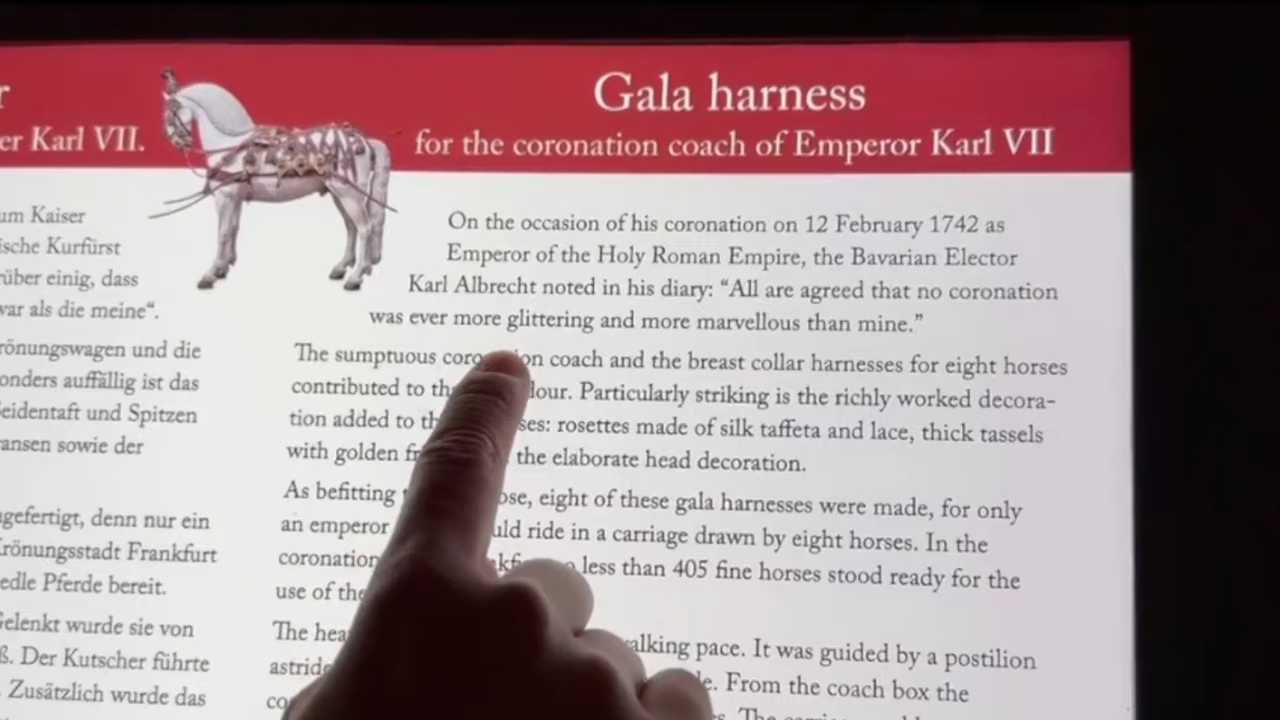 r
er Karl VII.
um Kaiser
ische Kurfürst
rüber einig, dass
war als die meine“.
rönungswagen und die
onders auffällig ist das
eidentaft und Spitzen
ansen sowie der
gefertigt, denn nur ein
Krönungsstadt Frankfurt
edle Pferde bereit.
Gelenkt wurde sie von
ß. Der Kutscher führte
. Zusätzlich wurde das
Gala harness
for the coronation coach of Emperor Karl VII
On the occasion of his coronation on 12 February 1742 as
Emperor of the Holy Roman Empire, the Bavarian Elector
Karl Albrecht noted in his diary: “All are agreed that no coronation
was ever more glittering and more marvellous than mine.”
The sumptuous coro on coach and the breast collar harnesses for eight horses
contributed to th lour. Particularly striking is the richly worked decora-
tion added to th ses: rosettes made of silk taffeta and lace, thick tassels
with golden fr the elaborate head decoration.
As befitting ose, eight of these gala harnesses were made, for only
an emperor uld ride in a carriage drawn by eight horses. In the
coronation kf less than 405 fine horses stood ready for the
use of the
The hea alking pace. It was guided by a postilion
astride e. From the coach box the
co s. The